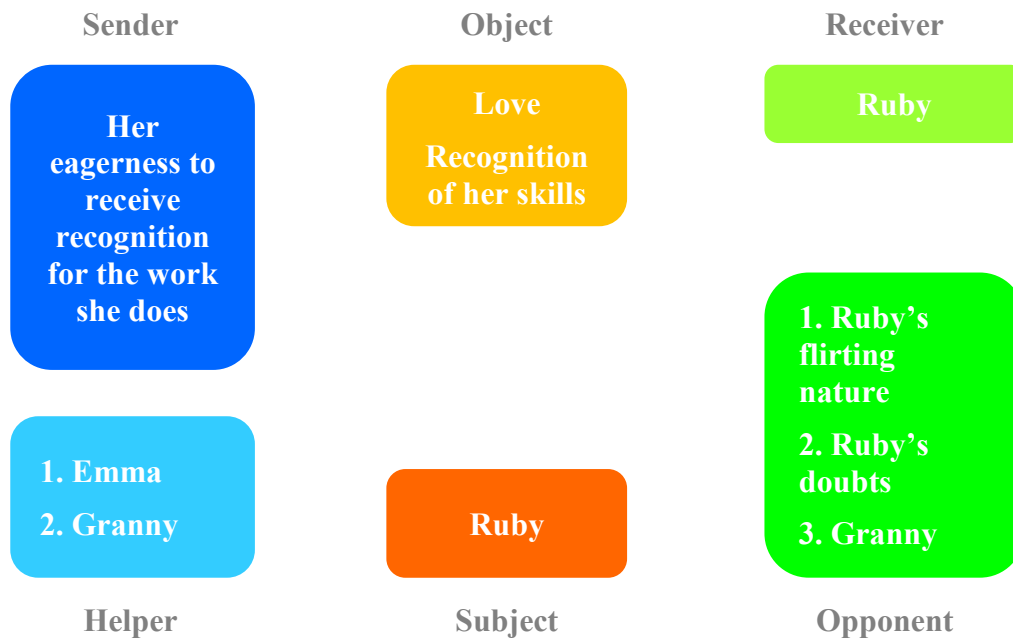 Sender
Object
Receiver
Her
eagerness to
receive
recognition
for the work
she does
Love
Recognition
of her skills
Ruby
1. Emma
2. Granny
Ruby
1. Ruby’s
flirting
nature
2. Ruby’s
doubts
3. Granny
Helper
Subject
Opponent